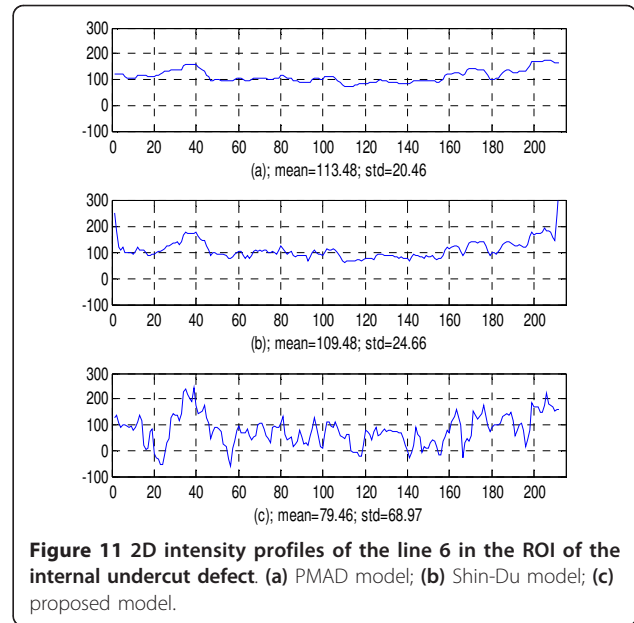 300
200
100
0
-100
0 20 40 60 80 100 120 140 160 180 200
(a); mean=113.48; std=20.46
300
200
100
0
-100
0 20 40 60 80 100 120 140 160 180 200
(b); mean=109.48; std=24.66
300
200
100
0
-100
0 20 40 60 80 100 120 140 160 180 200
(c); mean=79.46; std=68.97
Figure 11 2D intensity profiles of the line 6 in the ROI of the
internal undercut defect. (a) PMAD model; (b) Shin-Du model; (c)
proposed model.